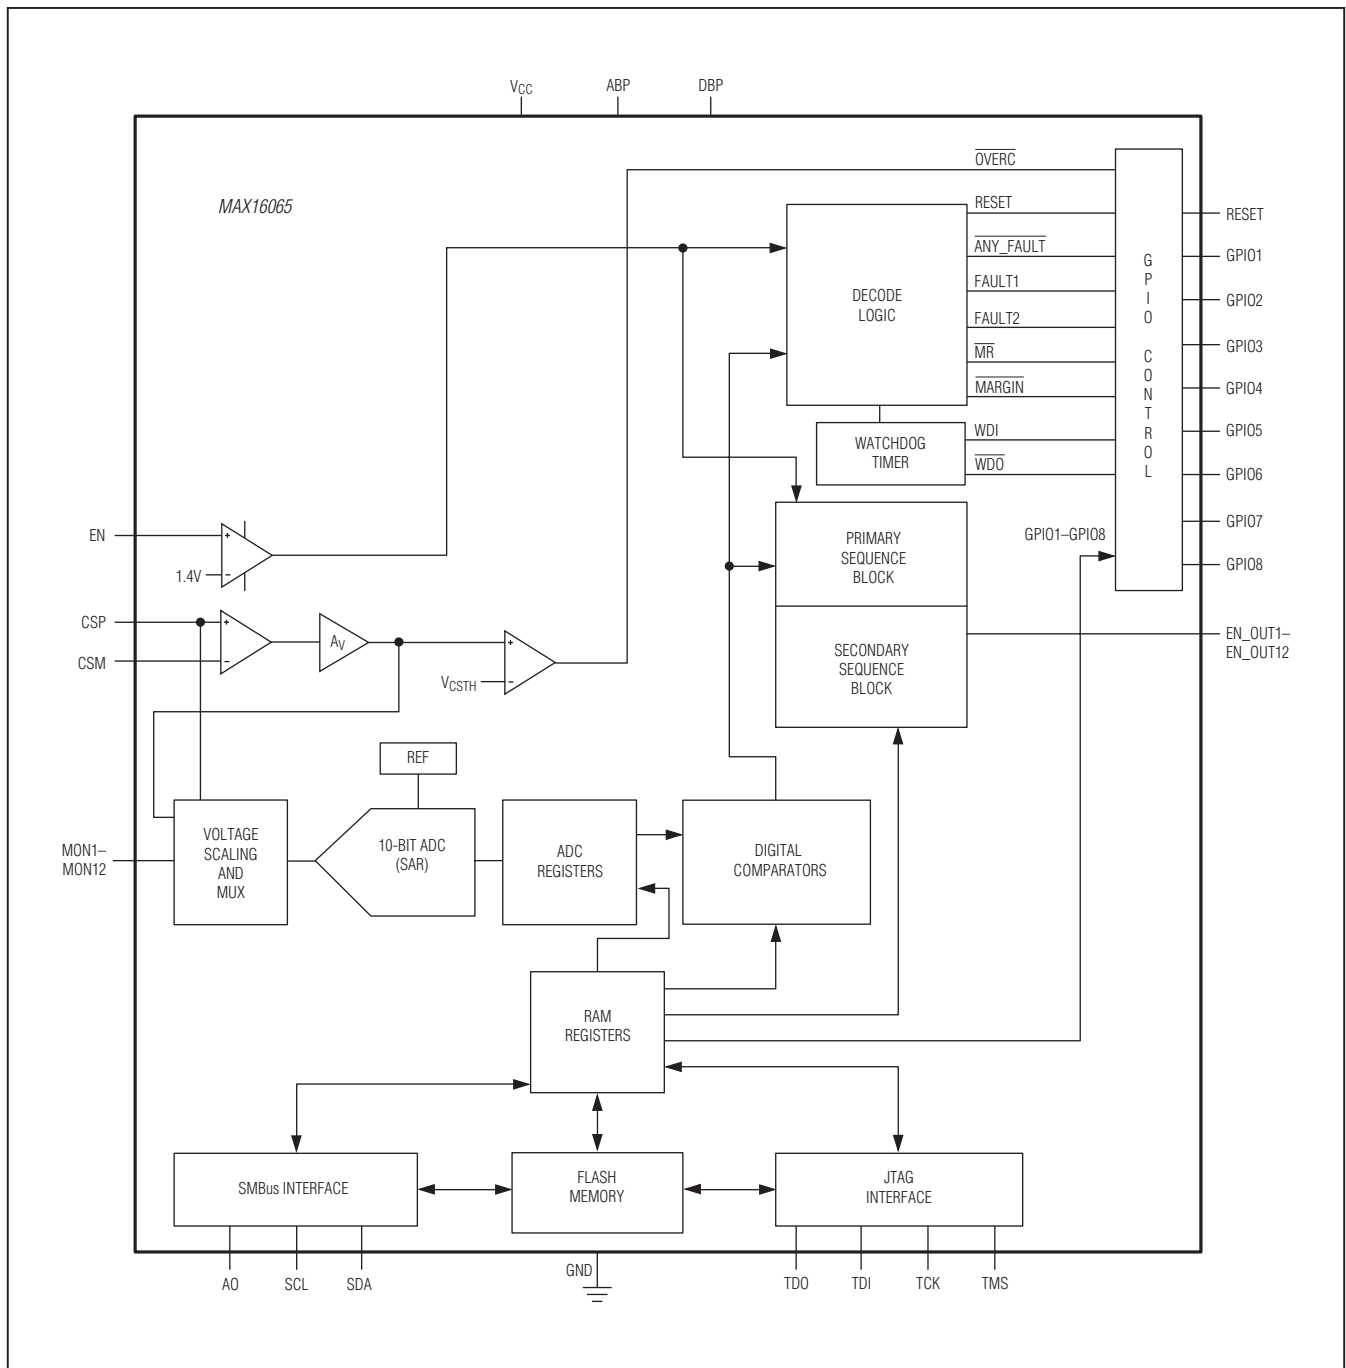 VCC
ABP
DBP
MAX16065
OVERC
RESET
ANY_FAULT
FAULT1
FAULT2
MR
MARGIN
DECODE
LOGIC
WATCHDOG
TIMER
WDI
WDO
GPIO CONTROL
RESET
GPIO1
GPIO2
GPIO3
GPIO4
GPIO5
GPIO6
GPIO7
GPIO8
GPIO1–GPIO8
EN
+
−
1.4V
PRIMARY
SEQUENCE
BLOCK
CSP
CSM
+
−
AV
+
−
VCSTH
SECONDARY
SEQUENCE
BLOCK
EN_OUT1–
EN_OUT12
REF
MON1–
MON12
VOLTAGE
SCALING
AND
MUX
10-BIT ADC
(SAR)
ADC
REGISTERS
DIGITAL
COMPARATORS
RAM
REGISTERS
SMBus INTERFACE
FLASH
MEMORY
JTAG
INTERFACE
AO
SCL
SDA
GND
TDO
TDI
TCK
TMS